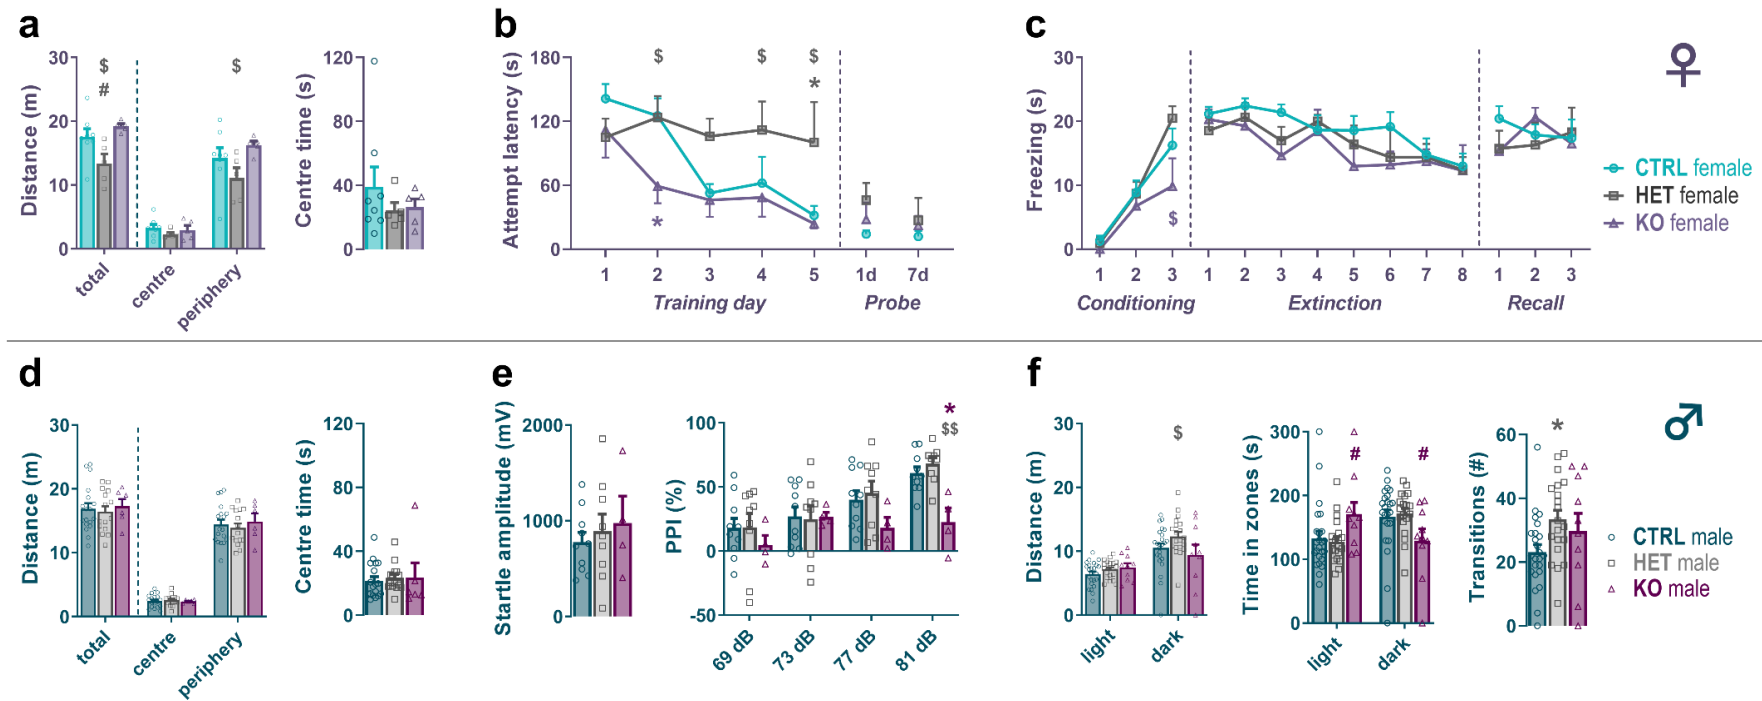 a
Distance (m)
30
20
10
0
$
#
total
centre
periphery
$
Centre time (s)
120
80
40
0
b
Attempt latency (s)
180
120
60
0
$
$
$
*
*
1
2
3
4
5
1d
7d
Training day
Probe
c
Freezing (s)
30
20
10
0
$
1
2
3
1
2
3
4
5
6
7
8
1
2
3
Conditioning
Extinction
Recall
♀
CTRL female
HET female
KO female
d
Distance (m)
30
20
10
0
total
centre
periphery
Centre time (s)
120
80
40
0
e
Startle amplitude (mV)
2000
1000
0
PPI (%)
100
50
0
-50
*
$$
69 dB
73 dB
77 dB
81 dB
f
Distance (m)
30
20
10
0
$
light
dark
Time in zones (s)
300
200
100
0
#
#
light
dark
Transitions (#)
60
40
20
0
*
♂
CTRL male
HET male
KO male